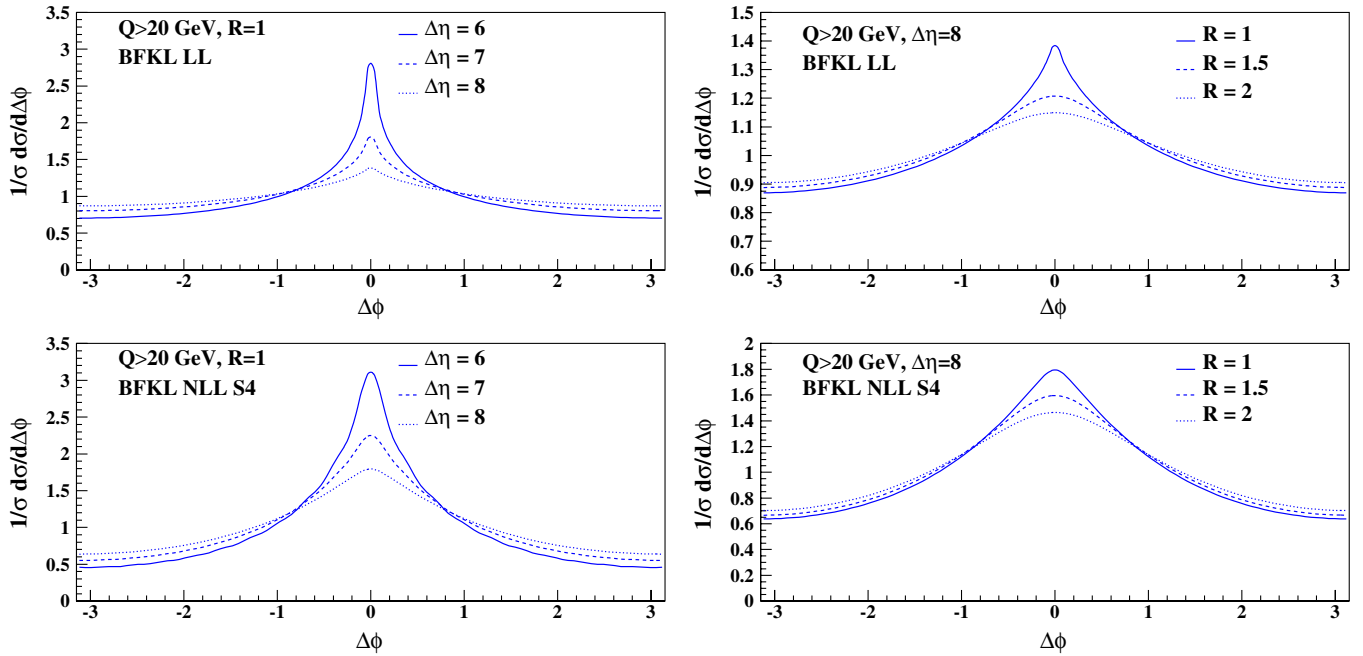 Q>20 GeV, R=1
BFKL LL
Δη = 6
Δη = 7
Δη = 8
1/σ dσ/dΔϕ
3.5
3
2.5
2
1.5
1
0.5
0
-3 -2 -1 0 1 2 3
Δϕ
Q>20 GeV, Δη=8
BFKL LL
R = 1
R = 1.5
R = 2
1/σ dσ/dΔϕ
1.5
1.4
1.3
1.2
1.1
1
0.9
0.8
0.7
0.6
-3 -2 -1 0 1 2 3
Δϕ
Q>20 GeV, R=1
BFKL NLL S4
Δη = 6
Δη = 7
Δη = 8
1/σ dσ/dΔϕ
3.5
3
2.5
2
1.5
1
0.5
0
-3 -2 -1 0 1 2 3
Δϕ
Q>20 GeV, Δη=8
BFKL NLL S4
R = 1
R = 1.5
R = 2
1/σ dσ/dΔϕ
2
1.8
1.6
1.4
1.2
1
0.8
0.6
0.4
0.2
0
-3 -2 -1 0 1 2 3
Δϕ